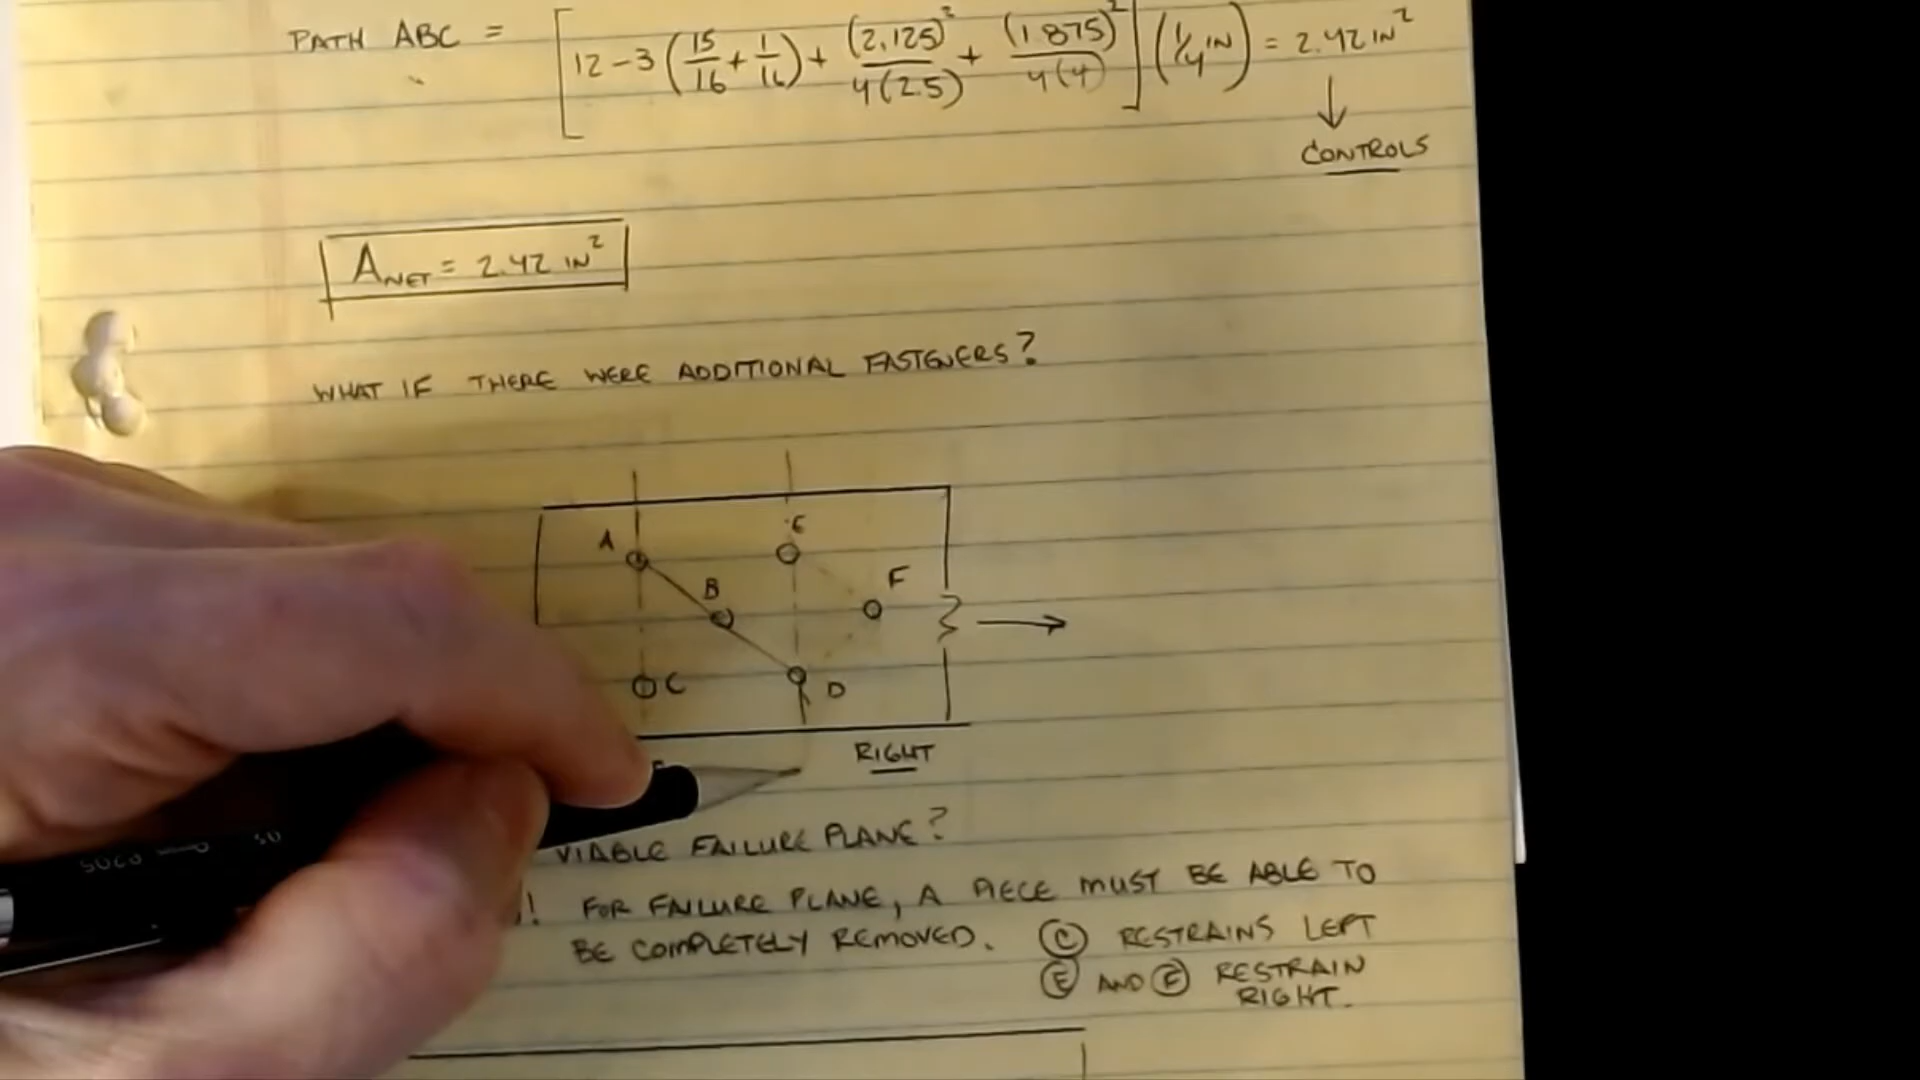 PATH ABC = [12 - 3 (15/16 + 1/16) + (2.125)²/4(2.5) + (1.875)²/4(4)] (1/4 IN) = 2.42 IN²
CONTROLS
A_NET = 2.42 IN²
WHAT IF THERE WERE ADDITIONAL FASTENERS?
A
E
B
F
C
D
RIGHT
VIABLE FAILURE PLANE?
! FOR FAILURE PLANE, A PIECE MUST BE ABLE TO
BE COMPLETELY REMOVED. Ⓒ RESTRAINS LEFT
Ⓔ AND Ⓕ RESTRAIN
RIGHT.